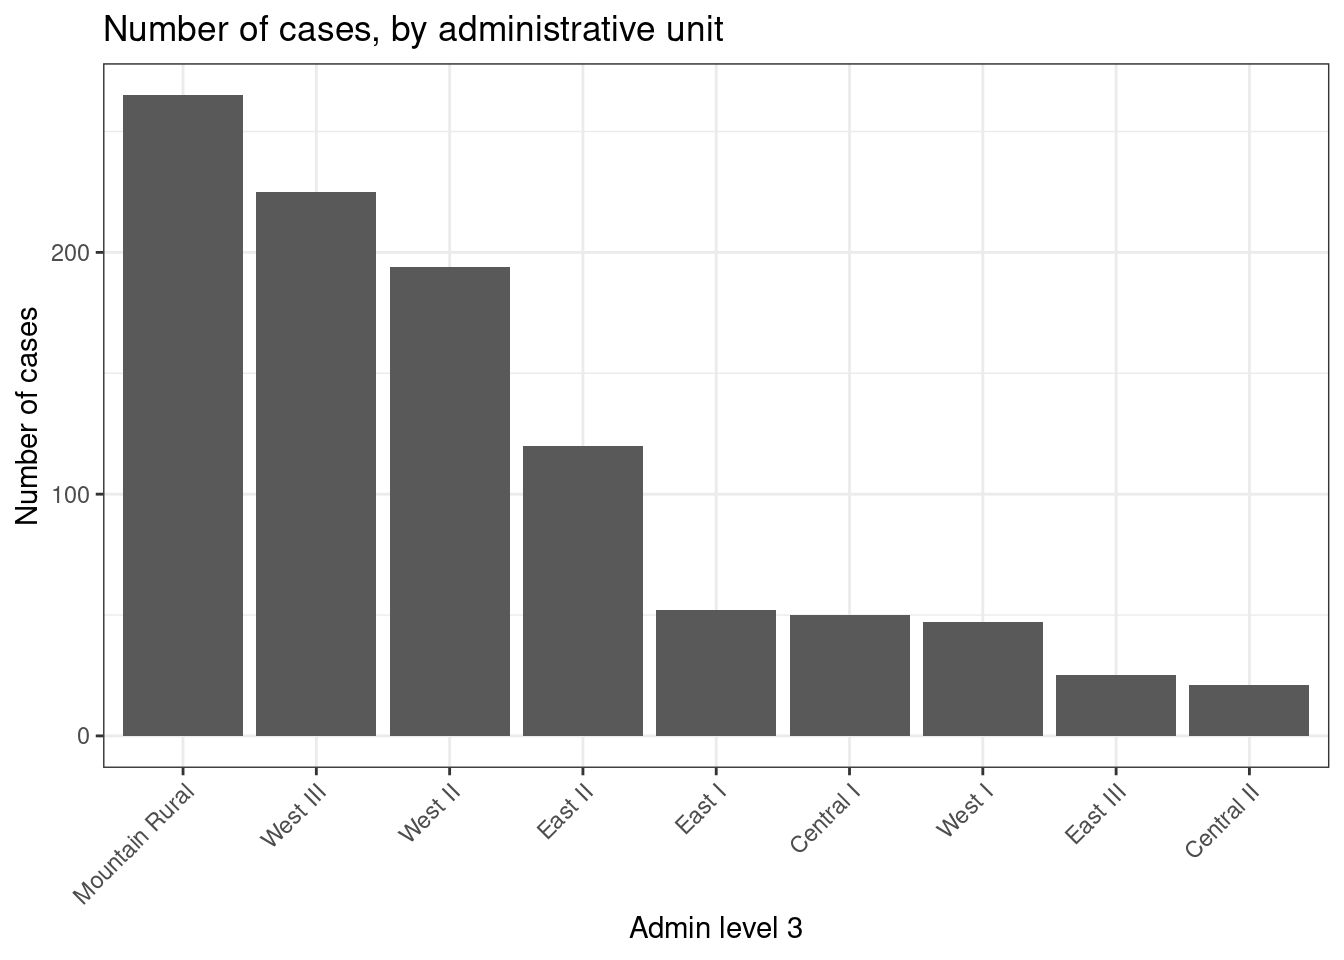 Number of cases, by administrative unit
Number of cases
200
100
0
Mountain Rural
West III
West II
East II
East I
Central I
West I
East III
Central II
Admin level 3